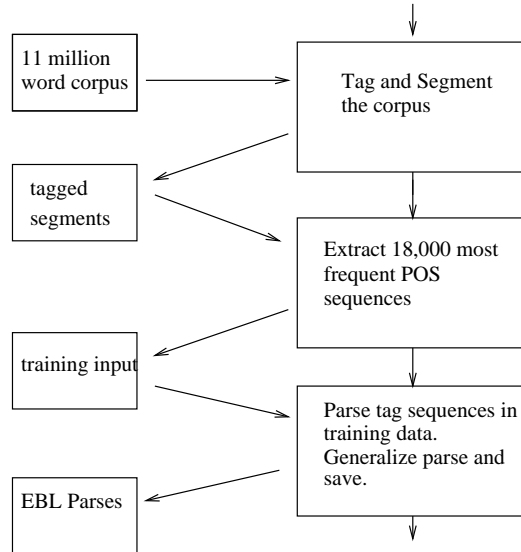 11 million
word corpus
Tag and Segment
the corpus
tagged
segments
Extract 18,000 most
frequent POS
sequences
training input
Parse tag sequences in
training data.
Generalize parse and
save.
EBL Parses